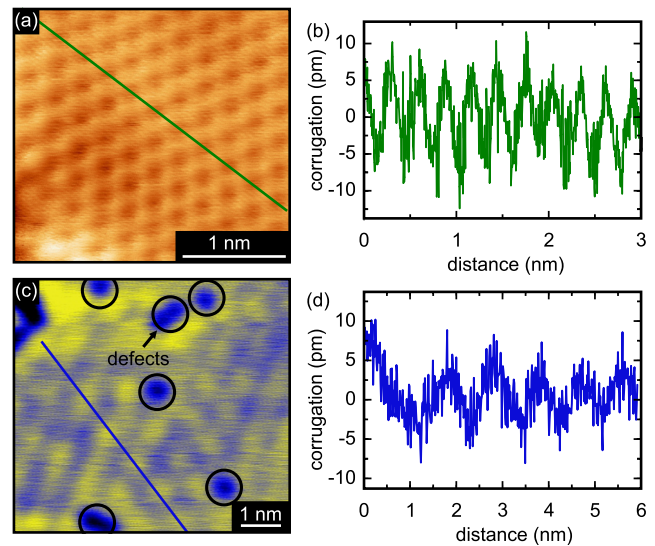 (a)
1 nm
(b)
corrugation (pm)
10
5
0
-5
-10
0
1
2
3
distance (nm)
(c)
defects
1 nm
(d)
corrugation (pm)
10
5
0
-5
-10
0
1
2
3
4
5
6
distance (nm)